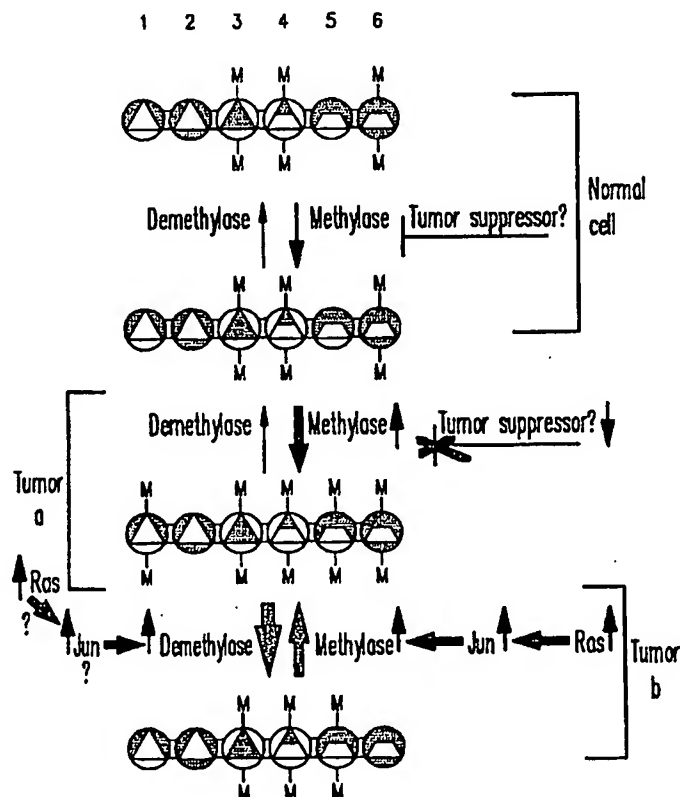 1 2 3 4 5 6
M M M
M M M
Demethylase Methylase Tumor suppressor?
Normal
cell
M M M
M M M
Demethylase Methylase Tumor suppressor?
Tumor
a
M M M M M
M M M M M
Ras
?
Jun Demethylase Methylase Jun Ras
?
Tumor
b
M M M
M M M